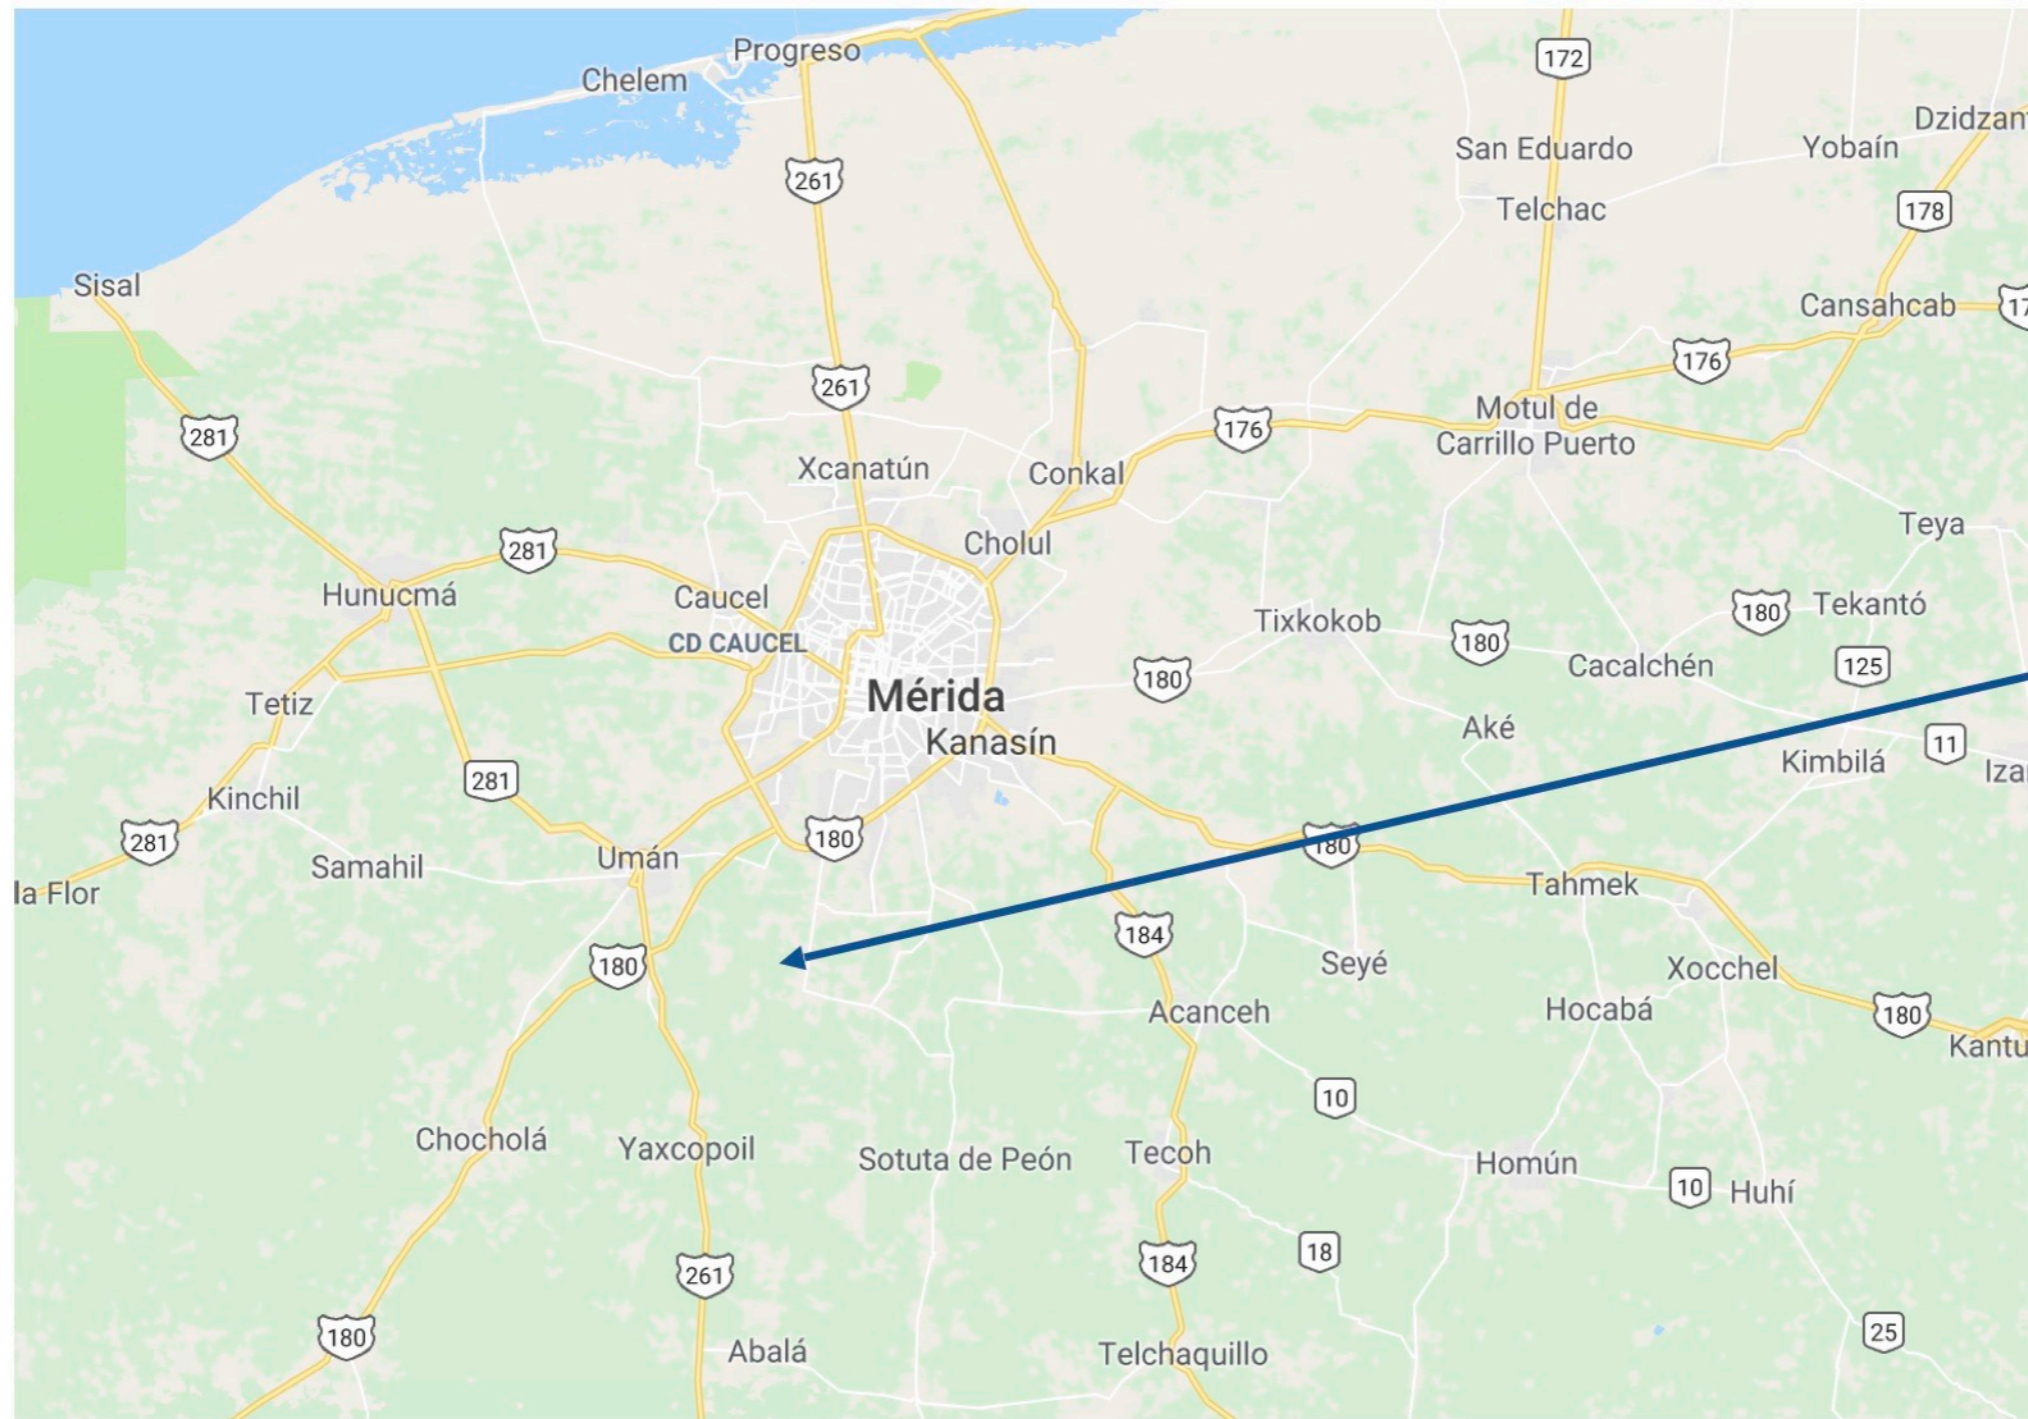 Progreso
Chelem
172
Dzidzan
San Eduardo
Yobaín
261
Telchac
178
Sisal
Cansahcab
17
176
261
Motul de
Carrillo Puerto
281
176
Xcanatún
Conkal
Teya
281
Cholul
Hunucmá
Caucel
180
Tekantó
Tixkokob
180
CD CAUCEL
Cacalchén
125
180
Mérida
Tetiz
Aké
Kanasín
11
Kimbilá
Iza
281
Kinchil
281
180
180
Umán
Samahil
la Flor
Tahmek
184
180
Seyé
Xocchel
Acanceh
Hocabá
180
Kantu
10
Chocholá
Yaxcopoil
Sotuta de Peón
Tecoh
Homún
10
Huhí
18
184
261
180
25
Abalá
Telchaquillo